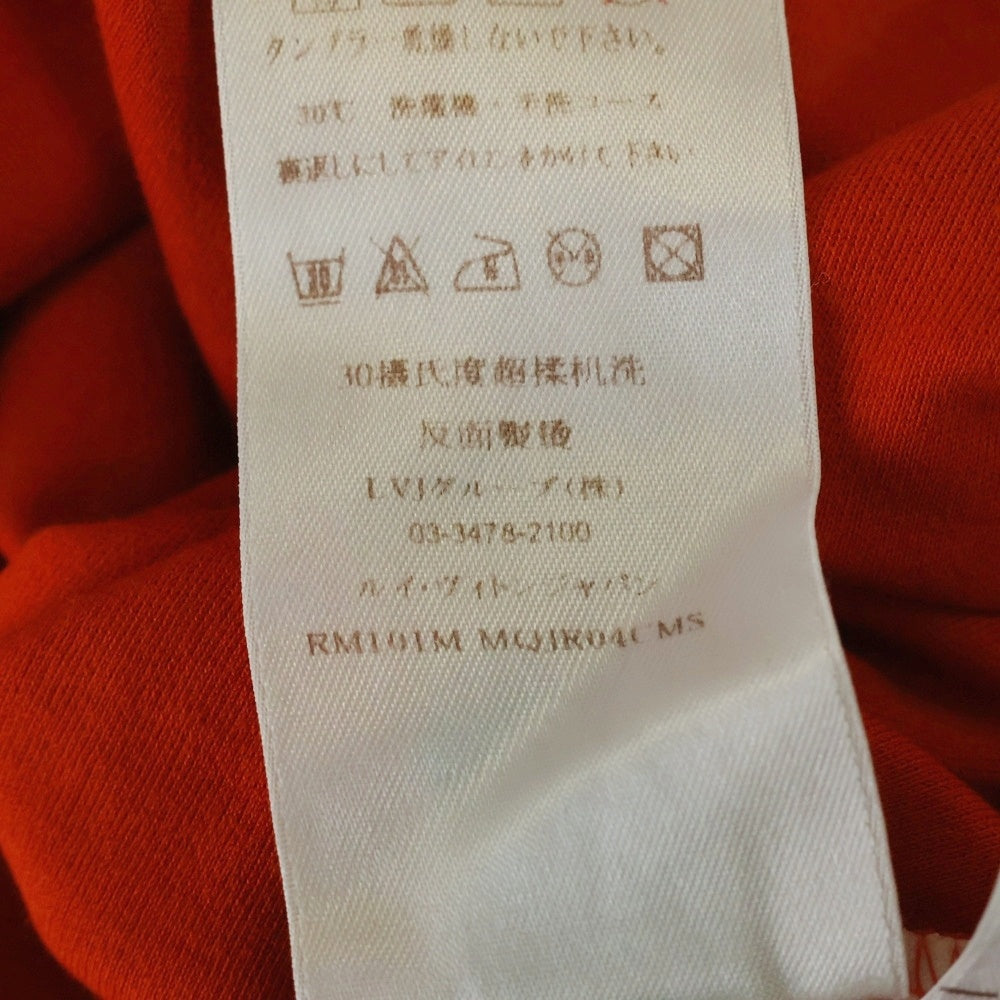 タンブラー乾燥しないで下さい。
30℃ 洗濯機・手洗コース
裏返しにしてアイロンをかけて下さい
30
30攝氏度超揉机洗
反面製燙
LVJグループ(株)
03-3478-2100
ルイ・ヴィトンジャパン
RM101M MQJR04CMS